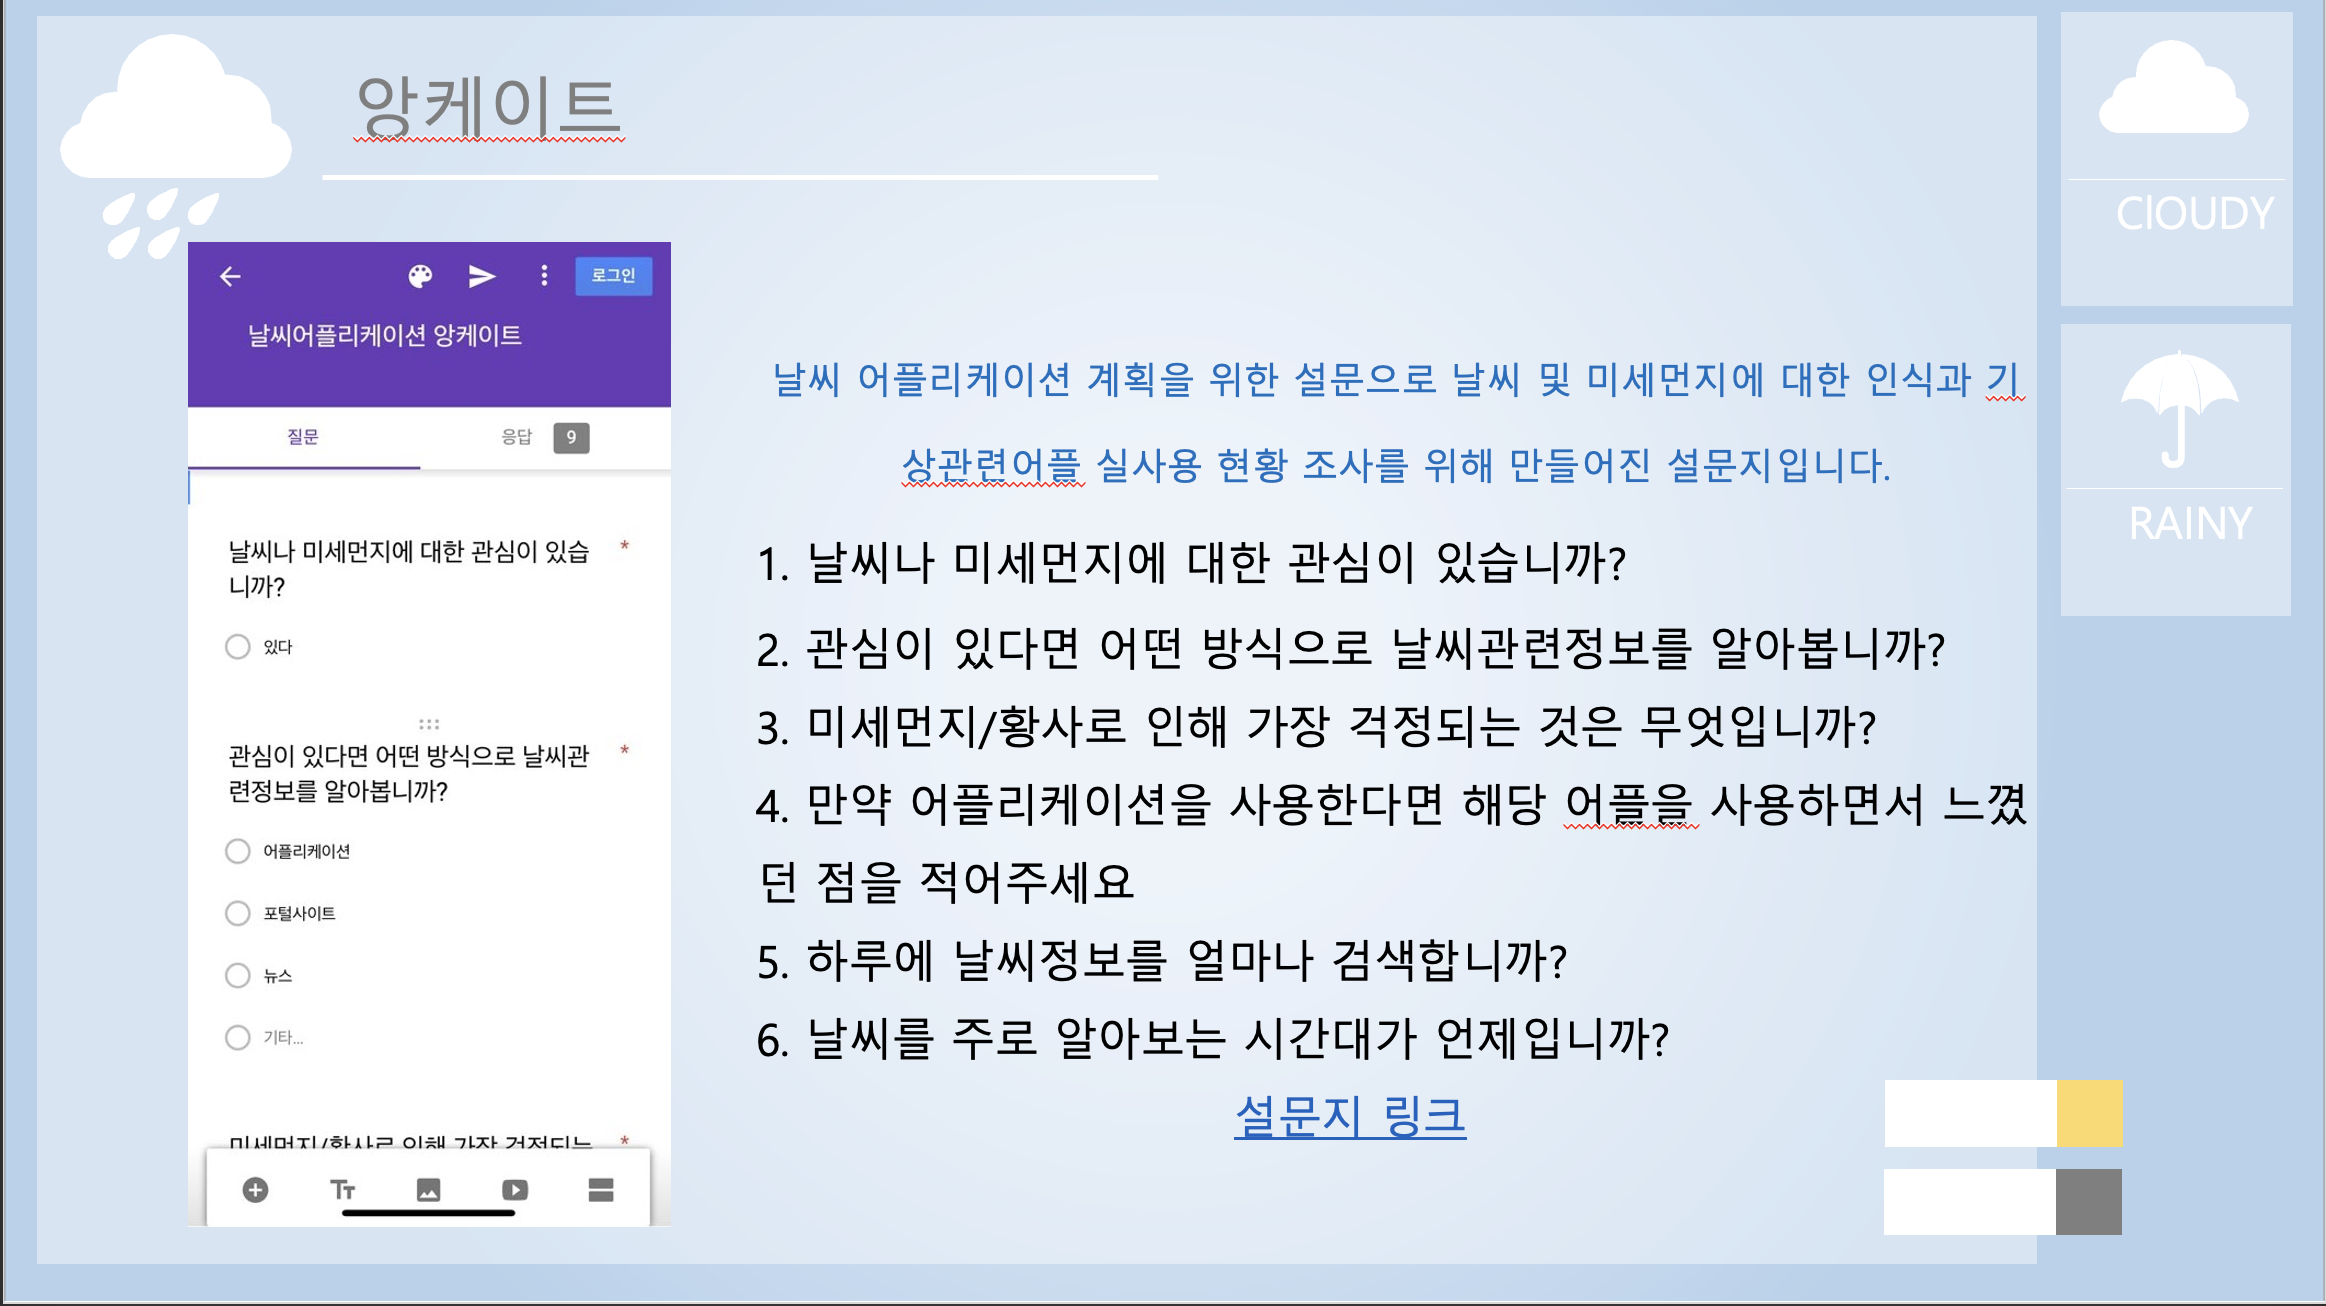 앙케이트
ClOUDY
RAINY
로그인
날씨어플리케이션 앙케이트
질문
응답 9
날씨나 미세먼지에 대한 관심이 있습 *
니까?
있다
관심이 있다면 어떤 방식으로 날씨관 *
련정보를 알아봅니까?
어플리케이션
포털사이트
뉴스
기타...
미세먼지/황사로 인해 가장 걱정되는 *
Tт
날씨 어플리케이션 계획을 위한 설문으로 날씨 및 미세먼지에 대한 인식과 기
상관련어플 실사용 현황 조사를 위해 만들어진 설문지입니다.
1. 날씨나 미세먼지에 대한 관심이 있습니까?
2. 관심이 있다면 어떤 방식으로 날씨관련정보를 알아봅니까?
3. 미세먼지/황사로 인해 가장 걱정되는 것은 무엇입니까?
4. 만약 어플리케이션을 사용한다면 해당 어플을 사용하면서 느꼈
던 점을 적어주세요
5. 하루에 날씨정보를 얼마나 검색합니까?
6. 날씨를 주로 알아보는 시간대가 언제입니까?
설문지 링크